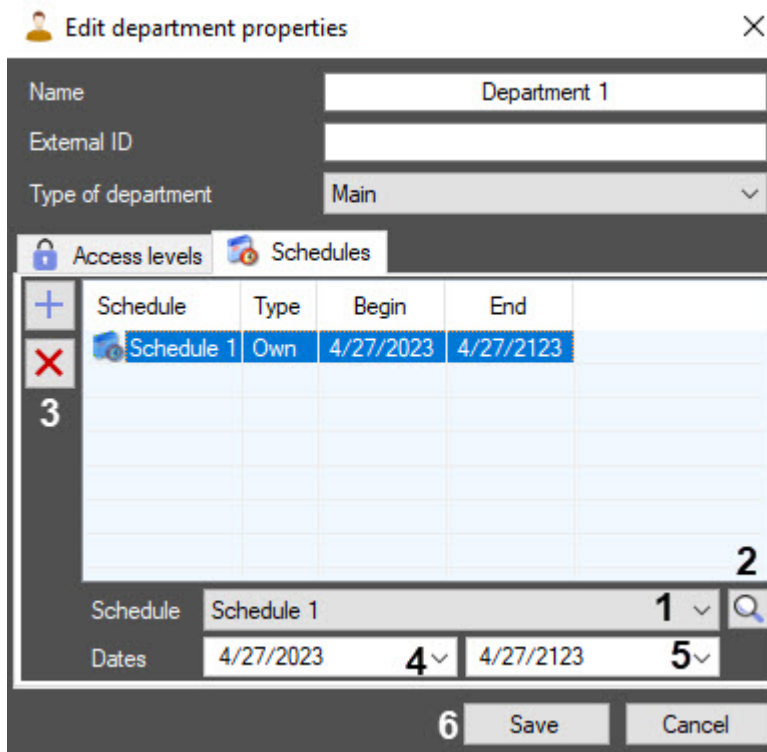 Edit department properties
Name Department 1
External ID
Type of department Main
Access levels Schedules
Schedule Type Begin End
Schedule 1 Own 4/27/2023 4/27/2123
3
2
Schedule Schedule 1 1
Dates 4/27/2023 4 4/27/2123 5
6 Save Cancel